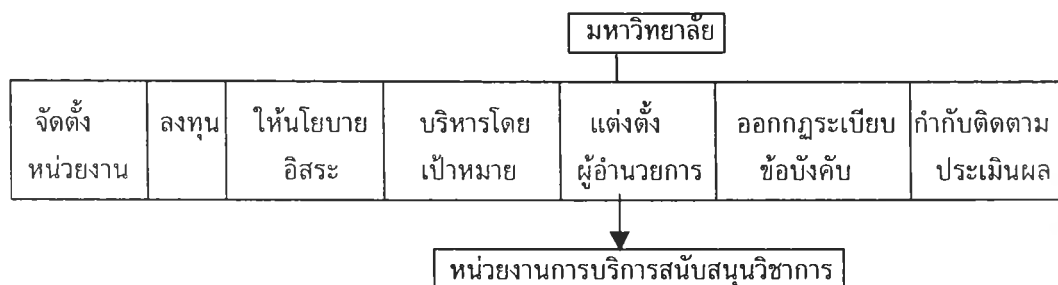 มหาวิทยาลัย
จัดตั้ง ลงทุน ให้นโยบาย บริหารโดย แต่งตั้ง ออกกฎระเบียบ กำกับติดตาม
หน่วยงาน อิสระ เป้าหมาย ผู้อำนวยการ ข้อบังคับ ประเมินผล
หน่วยงานการบริการสนับสนุนวิชาการ